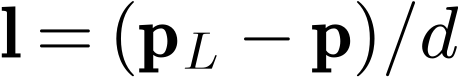 𝐥 = (𝐩_L − 𝐩)/d